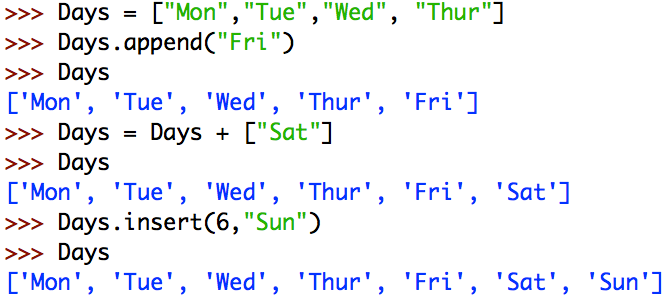 >>> Days = ["Mon","Tue","Wed", "Thur"]
>>> Days.append("Fri")
>>> Days
['Mon', 'Tue', 'Wed', 'Thur', 'Fri']
>>> Days = Days + ["Sat"]
>>> Days
['Mon', 'Tue', 'Wed', 'Thur', 'Fri', 'Sat']
>>> Days.insert(6,"Sun")
>>> Days
['Mon', 'Tue', 'Wed', 'Thur', 'Fri', 'Sat', 'Sun']